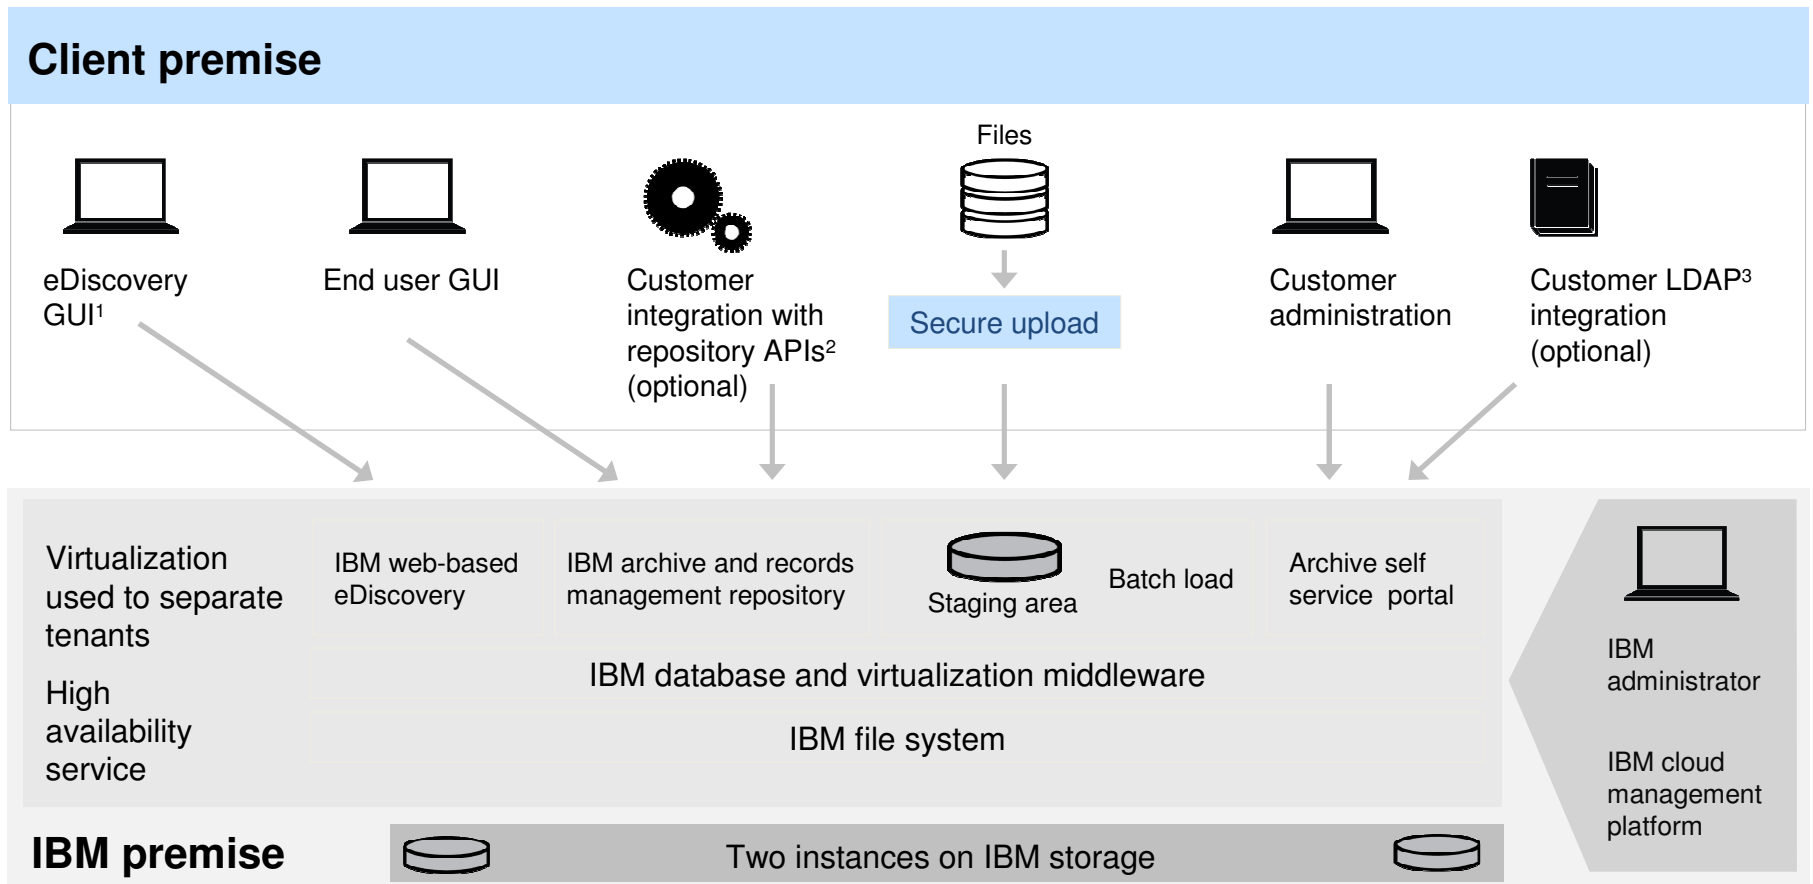 Client premise
Files
eDiscovery
GUI¹
End user GUI
Customer
integration with
repository APIs²
(optional)
Secure upload
Customer
administration
Customer LDAP³
integration
(optional)
Virtualization
used to separate
tenants
High
availability
service
IBM web-based
eDiscovery
IBM archive and records
management repository
Staging area
Batch load
Archive self
service portal
IBM database and virtualization middleware
IBM file system
IBM
administrator
IBM cloud
management
platform
IBM premise
Two instances on IBM storage